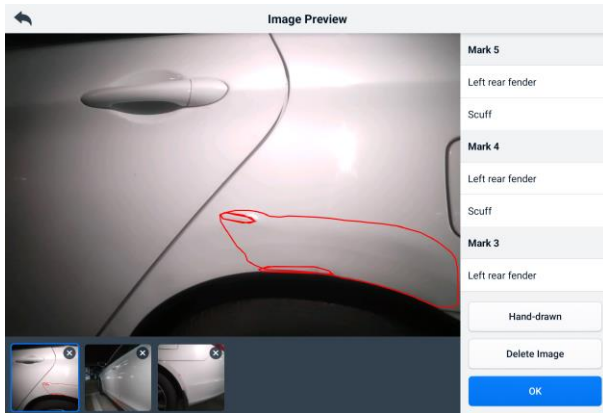 Image Preview
Mark 5
Left rear fender
Scuff
Mark 4
Left rear fender
Scuff
Mark 3
Left rear fender
Hand-drawn
Delete Image
OK